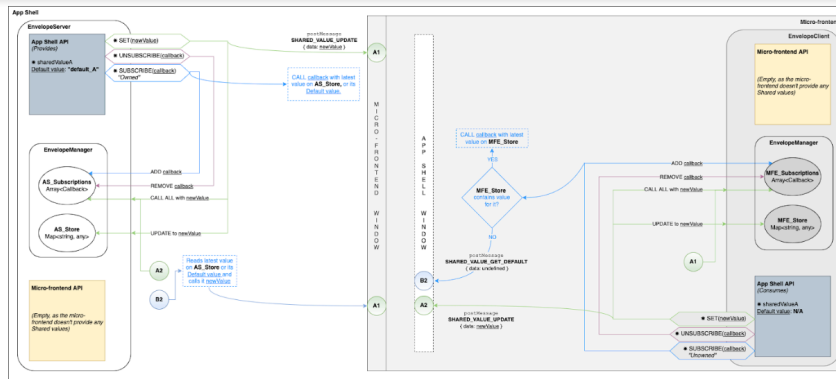 App Shell
EnvelopeServer
App Shell API
(Provides)
● sharedValueA
Default value: "default_A"
● SET(newValue)
● UNSUBSCRIBE(callback)
● SUBSCRIBE(callback)
"Owned"
postMessage
SHARED_VALUE_UPDATE
( data: newValue )
A1
CALL callback with latest
value on AS_Store, or its
Default value.
EnvelopeManager
AS_Subscriptions
Array<Callback>
AS_Store
Map<string, any>
ADD callback
REMOVE callback
CALL ALL with newValue
UPDATE to newValue
A2
B2
Reads latest value
on AS_Store or its
Default value and
calls it newValue
A1
Micro-frontend API
(Empty, as the micro-
frontend doesn't provide any
Shared values)
MICRO-FRONTEND WINDOW
APP SHELL WINDOW
B2
A2
CALL callback with latest
value on MFE_Store
YES
MFE_Store
contains value
for it?
NO
postMessage
SHARED_VALUE_GET_DEFAULT
( data: undefined )
postMessage
SHARED_VALUE_UPDATE
( data: newValue )
Micro-fronten
EnvelopeClient
Micro-frontend API
(Empty, as the micro-
frontend doesn't provide any
Shared values)
EnvelopeManager
MFE_Subscriptions
Array<Callback>
MFE_Store
Map<string, any>
ADD callback
REMOVE callback
CALL ALL with newValue
UPDATE to newValue
A1
App Shell API
(Consumes)
● sharedValueA
Default value: N/A
● SET(newValue)
● UNSUBSCRIBE(callback)
● SUBSCRIBE(callback)
"Unowned"